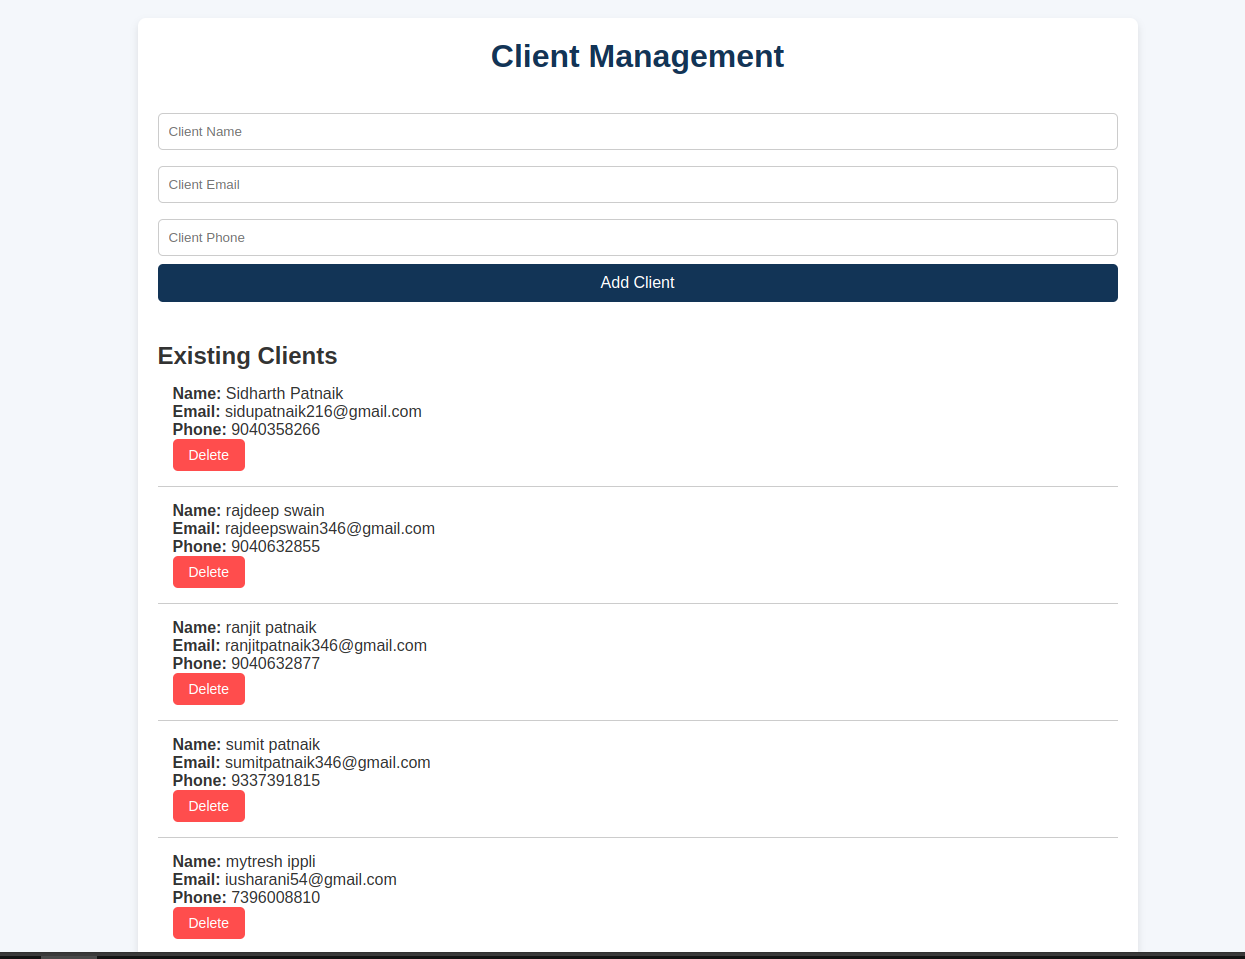 Client Management
Client Name
Client Email
Client Phone
Add Client
Existing Clients
Name: Sidharth Patnaik
Email: sidupatnaik216@gmail.com
Phone: 9040358266
Delete
Name: rajdeep swain
Email: rajdeepswain346@gmail.com
Phone: 9040632855
Delete
Name: ranjit patnaik
Email: ranjitpatnaik346@gmail.com
Phone: 9040632877
Delete
Name: sumit patnaik
Email: sumitpatnaik346@gmail.com
Phone: 9337391815
Delete
Name: mytresh ippli
Email: iusharani54@gmail.com
Phone: 7396008810
Delete